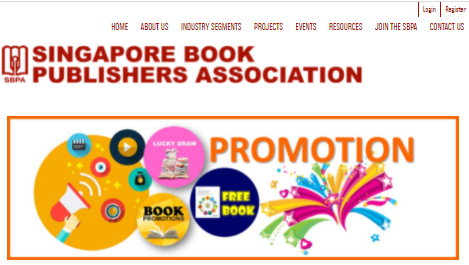 Login Register
HOME ABOUT US INDUSTRY SEGMENTS PROJECTS EVENTS RESOURCES JOIN THE SBPA CONTACT US
SBPA
SINGAPORE BOOK
PUBLISHERS ASSOCIATION
LUCKY DRAW
PROMOTION
BOOK
PROMOTIONS
FREE
BOOK